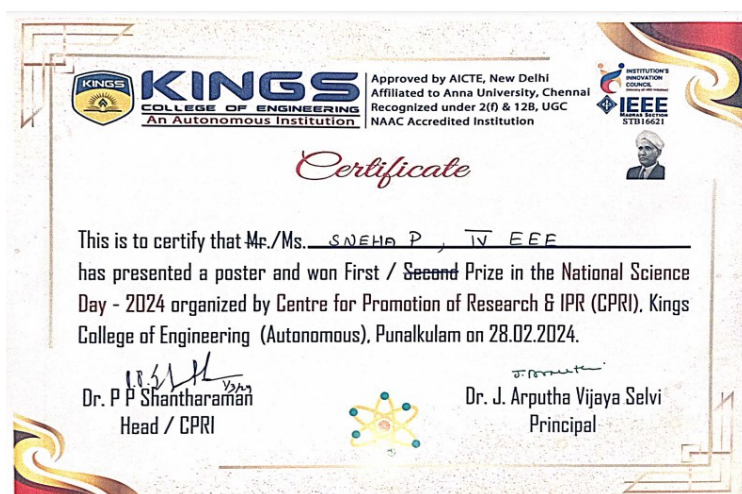 KINGS
KINGS
COLLEGE OF ENGINEERING
An Autonomous Institution
Approved by AICTE, New Delhi
Affiliated to Anna University, Chennai
Recognized under 2(f) & 12B, UGC
NAAC Accredited Institution
INSTITUTION'S
INNOVATION
COUNCIL
IEEE
MADRAS SECTION
STB16621
Certificate
This is to certify that Mr./Ms. SNEHA P, IV EEE
has presented a poster and won First / Second Prize in the National Science
Day - 2024 organized by Centre for Promotion of Research & IPR (CPRI), Kings
College of Engineering (Autonomous), Punalkulam on 28.02.2024.
Dr. P P Shantharaman
Head / CPRI
Dr. J. Arputha Vijaya Selvi
Principal